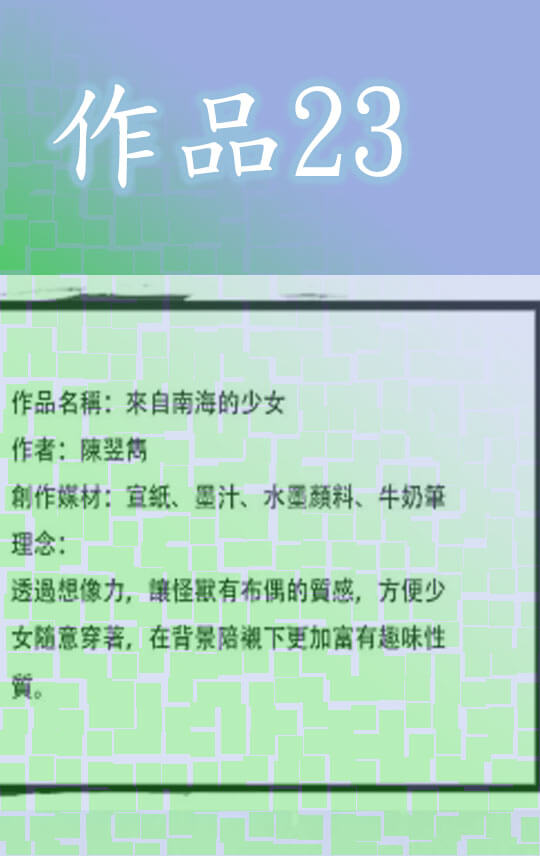 作品23
作品名稱：來自南海的少女
作者：陳翌雋
創作媒材：宣紙、墨汁、水墨顏料、牛奶筆
理念：
透過想像力，讓怪獸有布偶的質感，方便少
女隨意穿著，在背景陪襯下更加富有趣味性
質。